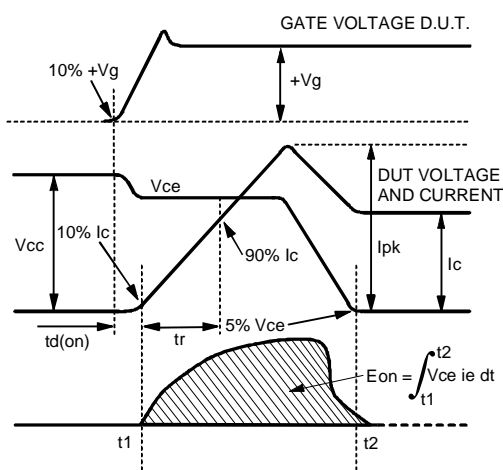 GATE VOLTAGE D.U.T.
10% +Vg
+Vg
Vce
DUT VOLTAGE
AND CURRENT
Vcc
10% Ic
90% Ic
Ipk
Ic
td(on)
tr
5% Vce
Eon = ∫ Vce ie dt
t2
t1
t1
t2